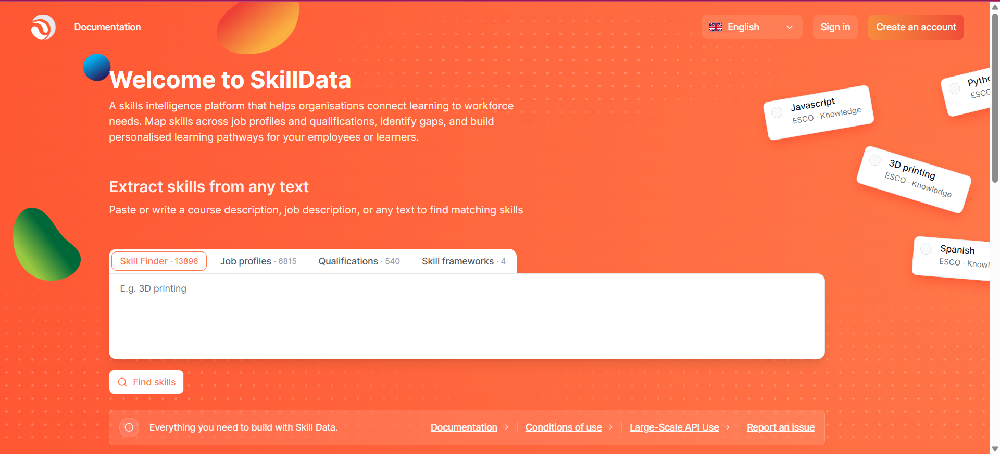 Documentation
English
Sign in
Create an account
Welcome to SkillData
A skills intelligence platform that helps organisations connect learning to workforce
needs. Map skills across job profiles and qualifications, identify gaps, and build
personalised learning pathways for your employees or learners.
Javascript
ESCO · Knowledge
3D printing
ESCO · Knowledge
Spanish
ESCO
Extract skills from any text
Paste or write a course description, job description, or any text to find matching skills
Skill Finder · 13896
Job profiles · 6815
Qualifications · 540
Skill frameworks · 4
E.g. 3D printing
Find skills
Everything you need to build with Skill Data.
Documentation →
Conditions of use →
Large-Scale API Use →
Report an issue